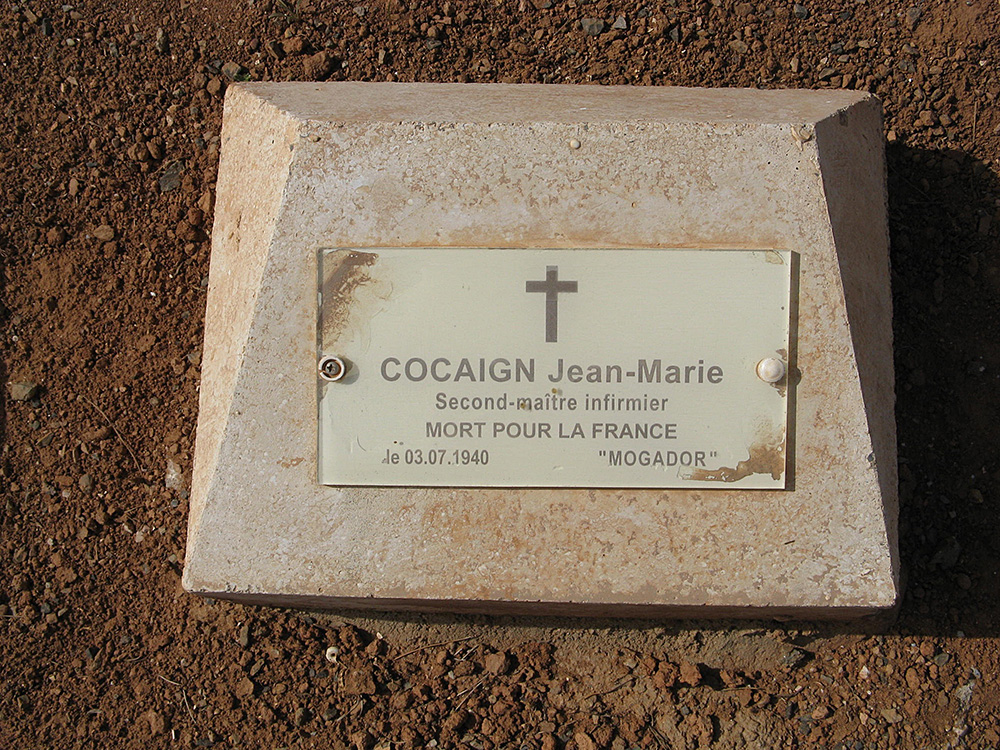 COCAIGN Jean-Marie
Second-maître infirmier
MORT POUR LA FRANCE
le 03.07.1940 "MOGADOR"